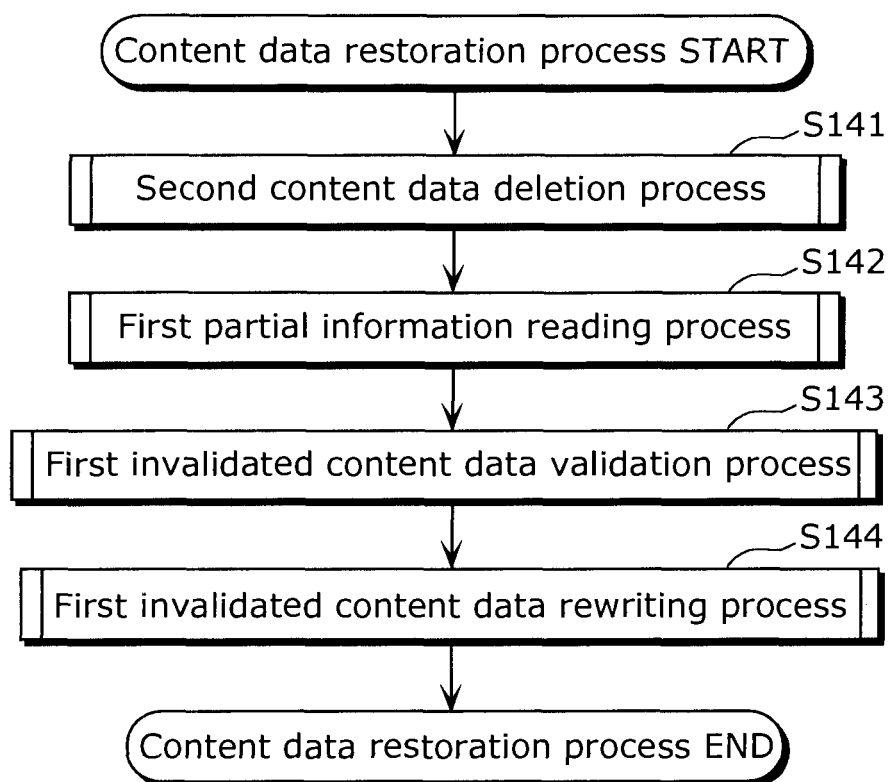 Content data restoration process START
S141
Second content data deletion process
S142
First partial information reading process
S143
First invalidated content data validation process
S144
First invalidated content data rewriting process
Content data restoration process END